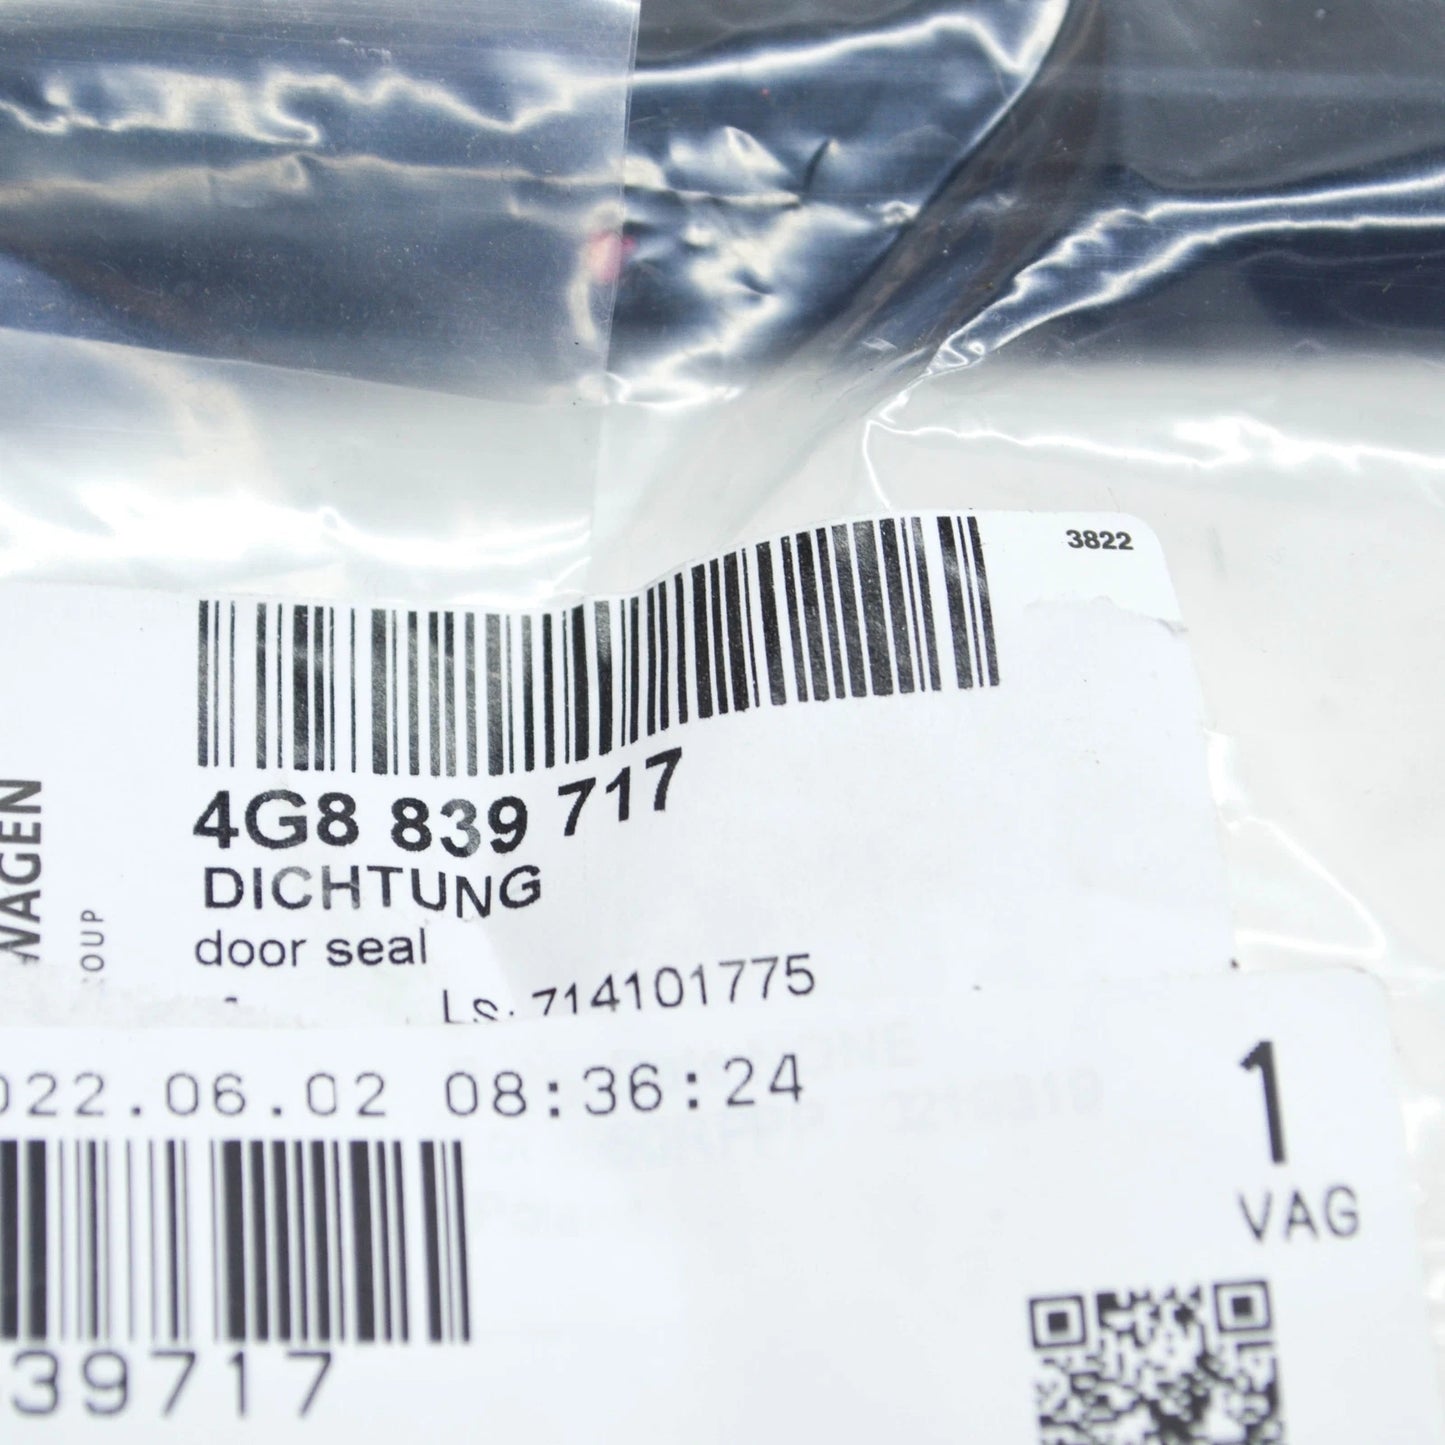 3822
4G8 839 717
DICHTUNG
door seal
Ls: 714101775
022.06.02 08:36:24
1
VAG
39717
WAGEN
OUP